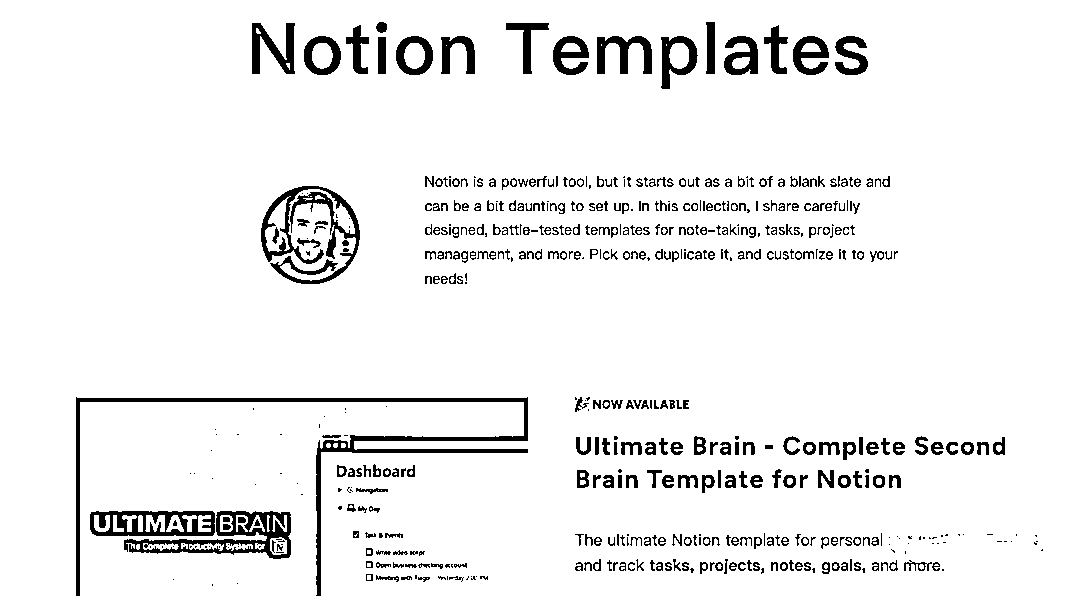 Notion Templates
Notion is a powerful tool, but it starts out as a bit of a blank slate and
can be a bit daunting to set up. In this collection, I share carefully
designed, battle-tested templates for note-taking, tasks, project
management, and more. Pick one, duplicate it, and customize it to your
needs!
NOW AVAILABLE
Ultimate Brain - Complete Second
Brain Template for Notion
The ultimate Notion template for personal
and track tasks, projects, notes, goals, and more.
ULTIMATE BRAIN
The Complete Productivity System for
Dashboard
Navigation
My Day
Task & Events
Write video script
Open business checking account
Meeting with Yesterday 2:00 PM